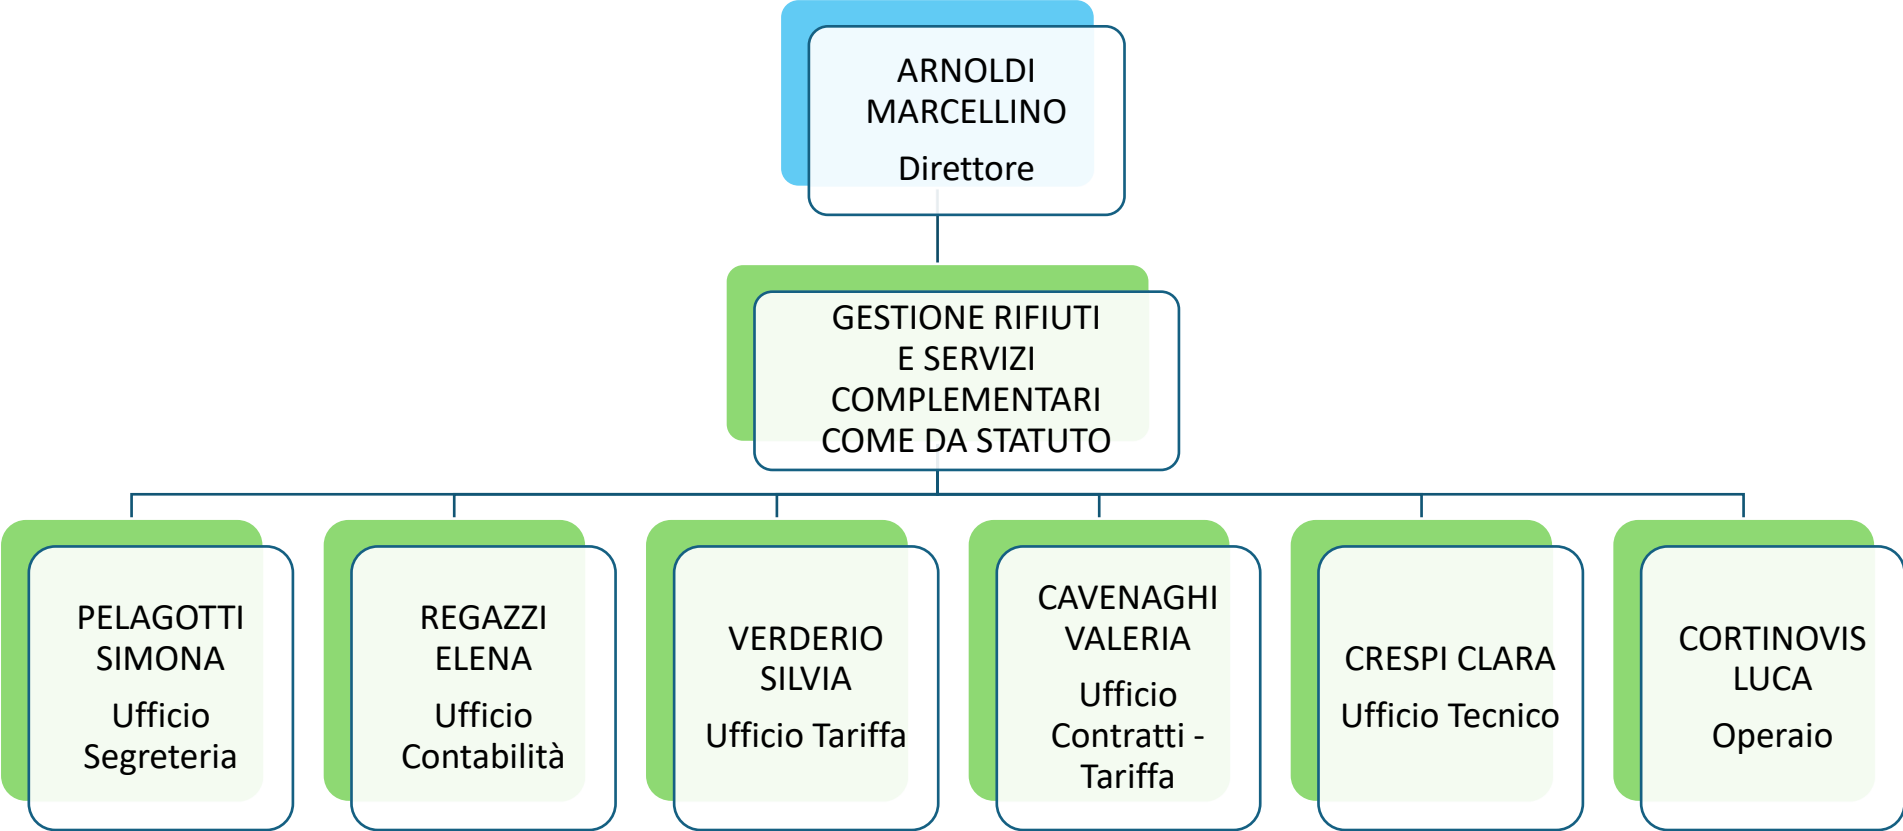 ARNOLDI
MARCELLINO
Direttore
GESTIONE RIFIUTI
E SERVIZI
COMPLEMENTARI
COME DA STATUTO
PELAGOTTI
SIMONA
Ufficio
Segreteria
REGAZZI
ELENA
Ufficio
Contabilità
VERDERIO
SILVIA
Ufficio Tariffa
CAVENAGHI
VALERIA
Ufficio
Contratti -
Tariffa
CRESPI CLARA
Ufficio Tecnico
CORTINOVIS
LUCA
Operaio